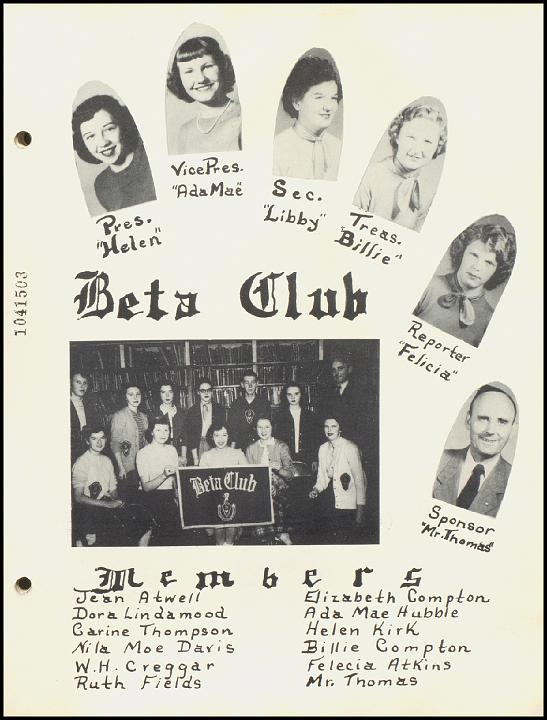 Pres.
"Helen"
Vice Pres.
"Ada Mae"
Sec.
"Libby"
Treas.
"Billie"
Reporter
"Felicia"
Sponsor
"Mr. Thomas"
1041503
Beta Club
Beta Club
Members
Jean Atwell
Dora Lindamood
Carine Thompson
Nila Moe Davis
W.H. Creggar
Ruth Fields
Elizabeth Compton
Ada Mae Hubble
Helen Kirk
Billie Compton
Felecia Atkins
Mr. Thomas